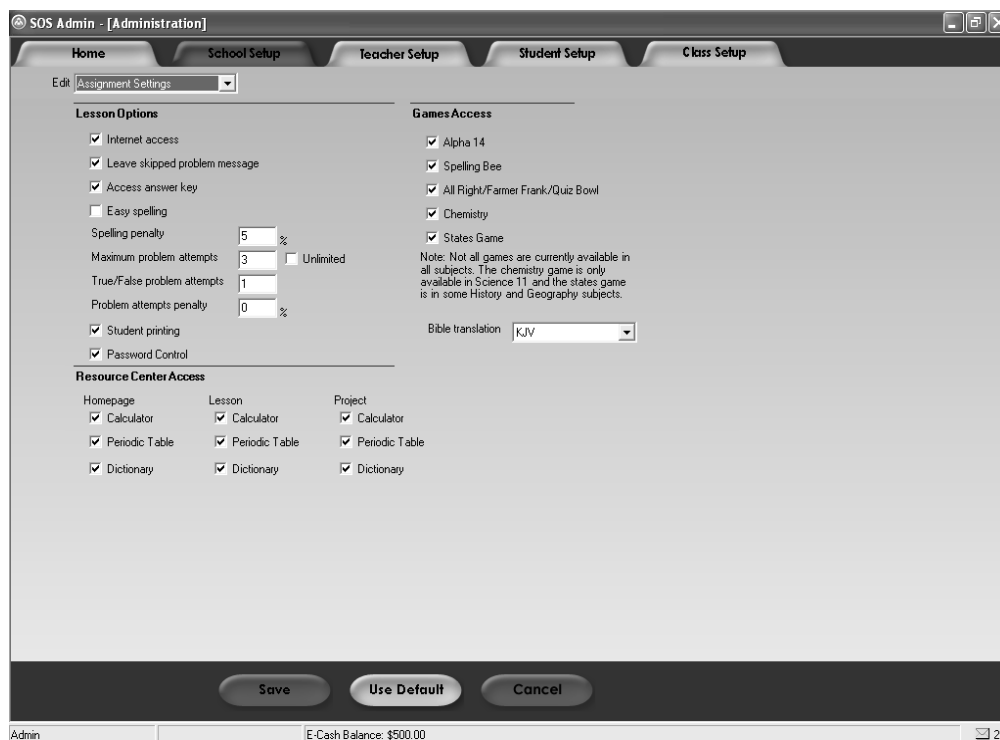 SOS Admin - [Administration]
Home School Setup Teacher Setup Student Setup Class Setup
Edit Assignment Settings
Lesson Options
Internet access
Leave skipped problem message
Access answer key
Easy spelling
Spelling penalty 5 %
Maximum problem attempts 3 Unlimited
True/False problem attempts 1
Problem attempts penalty 0 %
Student printing
Password Control
Games Access
Alpha 14
Spelling Bee
All Right/Farmer Frank/Quiz Bowl
Chemistry
States Game
Note: Not all games are currently available in
all subjects. The chemistry game is only
available in Science 11 and the states game
is in some History and Geography subjects.
Bible translation KJV
Resource Center Access
Homepage Lesson Project
Calculator Calculator Calculator
Periodic Table Periodic Table Periodic Table
Dictionary Dictionary Dictionary
Save Use Default Cancel
Admin E-Cash Balance: $500.00 2